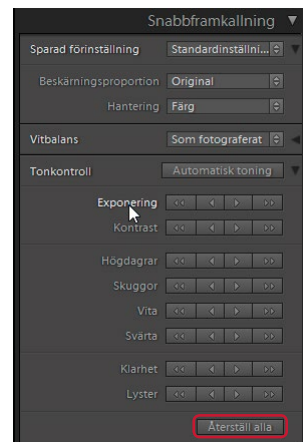 Snabbframkallning
Sparad förinställning Standardinställni...
Beskärningsproportion Original
Hantering Färg
Vitbalans Som fotograferat
Tonkontroll Automatisk toning
Exponering
Kontrast
Högdagrar
Skuggor
Vita
Svärta
Klarhet
Lyster
Återställ alla